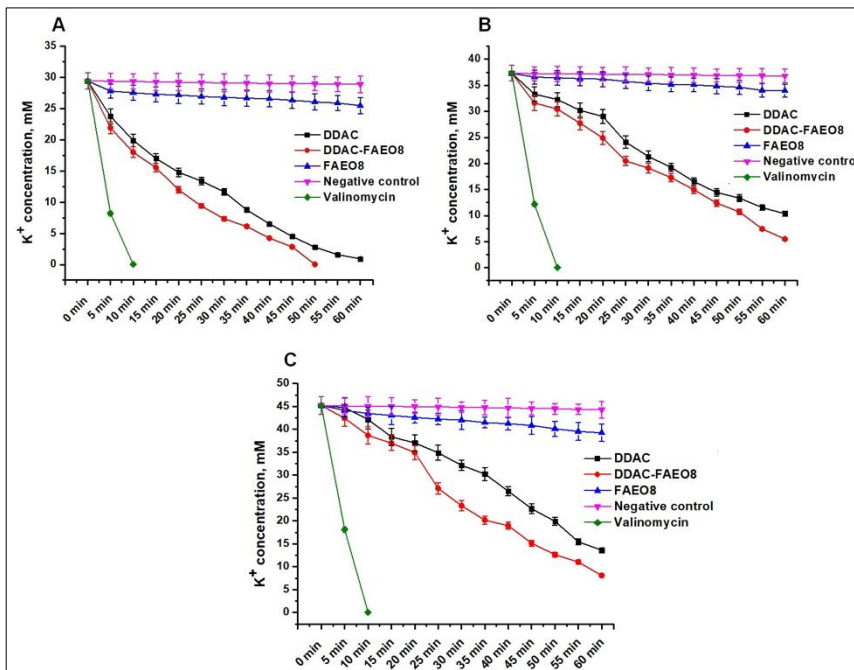 A
K+ concentration, mM
35
30
25
20
15
10
5
0
DDAC
DDAC-FAEO8
FAEO8
Negative control
Valinomycin
0 min
5 min
10 min
15 min
20 min
25 min
30 min
35 min
40 min
45 min
50 min
55 min
60 min
B
K+ concentration, mM
40
35
30
25
20
15
10
5
0
DDAC
DDAC-FAEO8
FAEO8
Negative control
Valinomycin
0 min
5 min
10 min
15 min
20 min
25 min
30 min
35 min
40 min
45 min
50 min
55 min
60 min
C
K+ concentration, mM
50
45
40
35
30
25
20
15
10
5
0
DDAC
DDAC-FAEO8
FAEO8
Negative control
Valinomycin
0 min
5 min
10 min
15 min
20 min
25 min
30 min
35 min
40 min
45 min
50 min
55 min
60 min